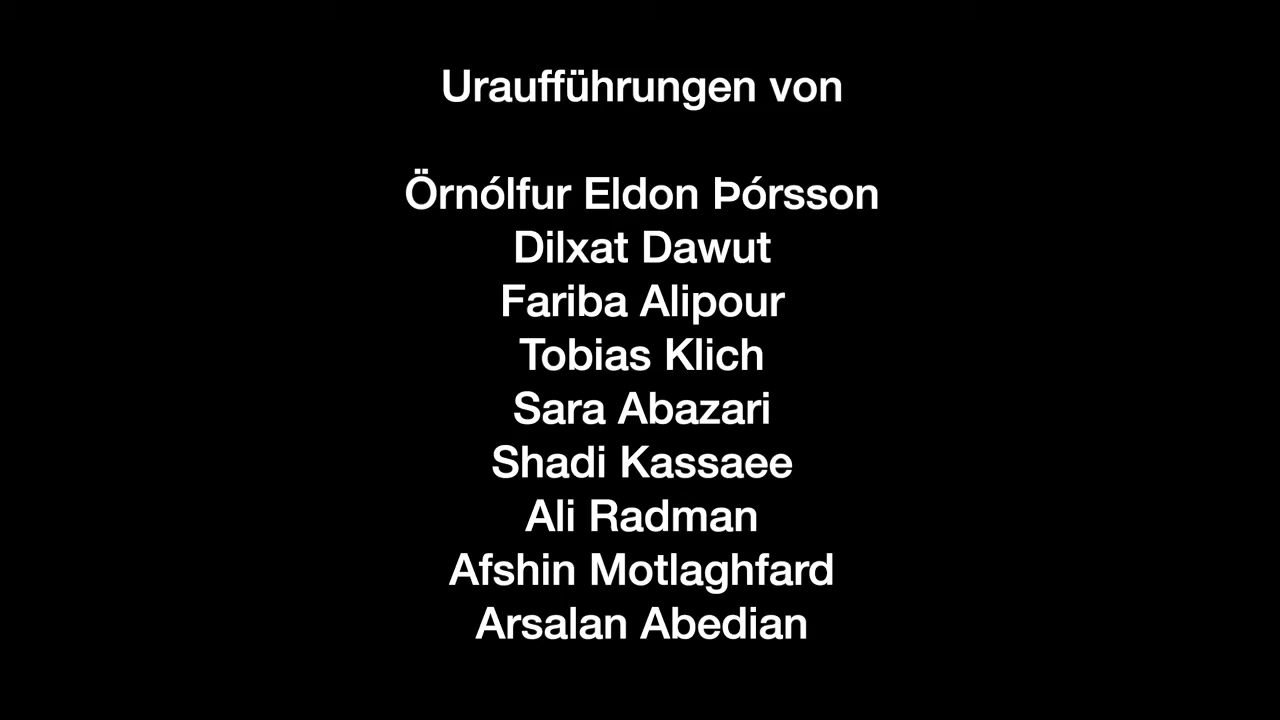 Uraufführungen von
Örnólfur Eldon Þórsson
Dilxat Dawut
Fariba Alipour
Tobias Klich
Sara Abazari
Shadi Kassaee
Ali Radman
Afshin Motlaghfard
Arsalan Abedian